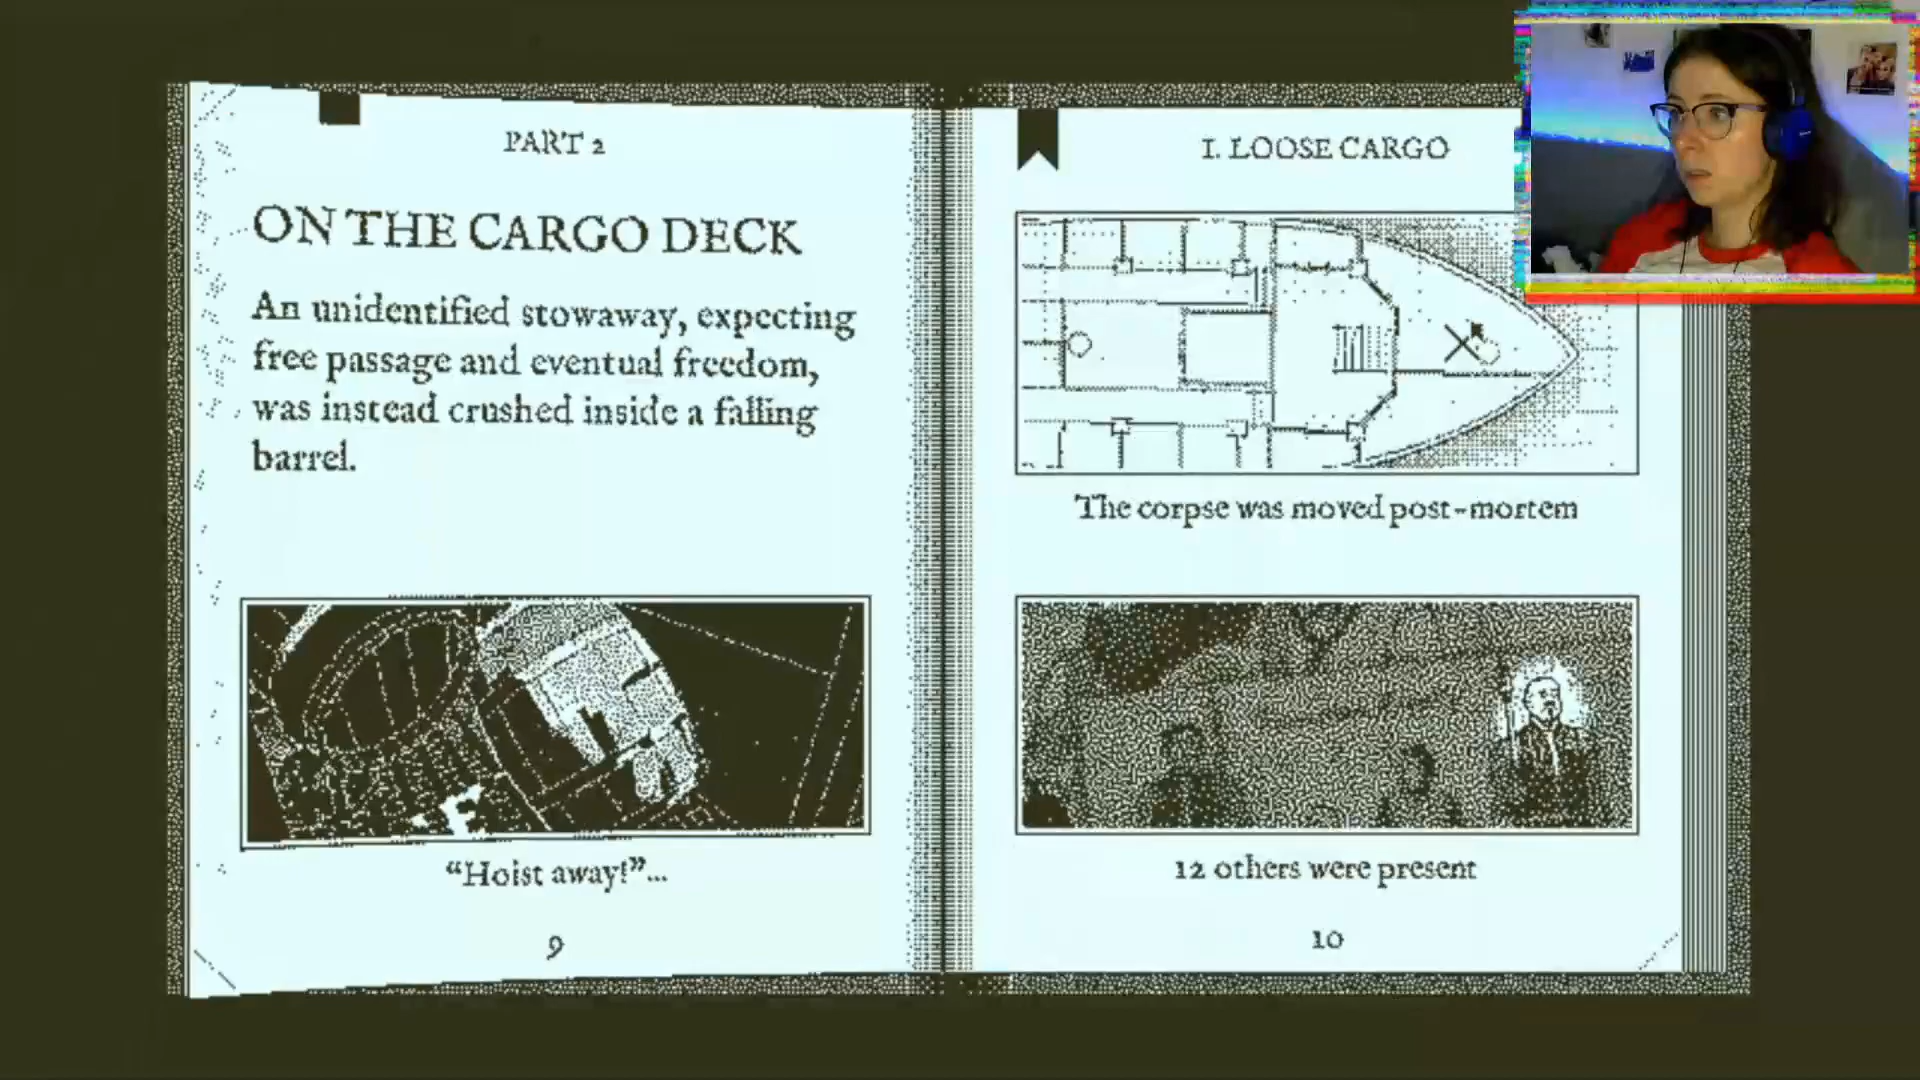 PART 2
ON THE CARGO DECK
An unidentified stowaway, expecting
free passage and eventual freedom,
was instead crushed inside a falling
barrel.
"Hoist away!"...
9
I. LOOSE CARGO
The corpse was moved post-mortem
12 others were present
10